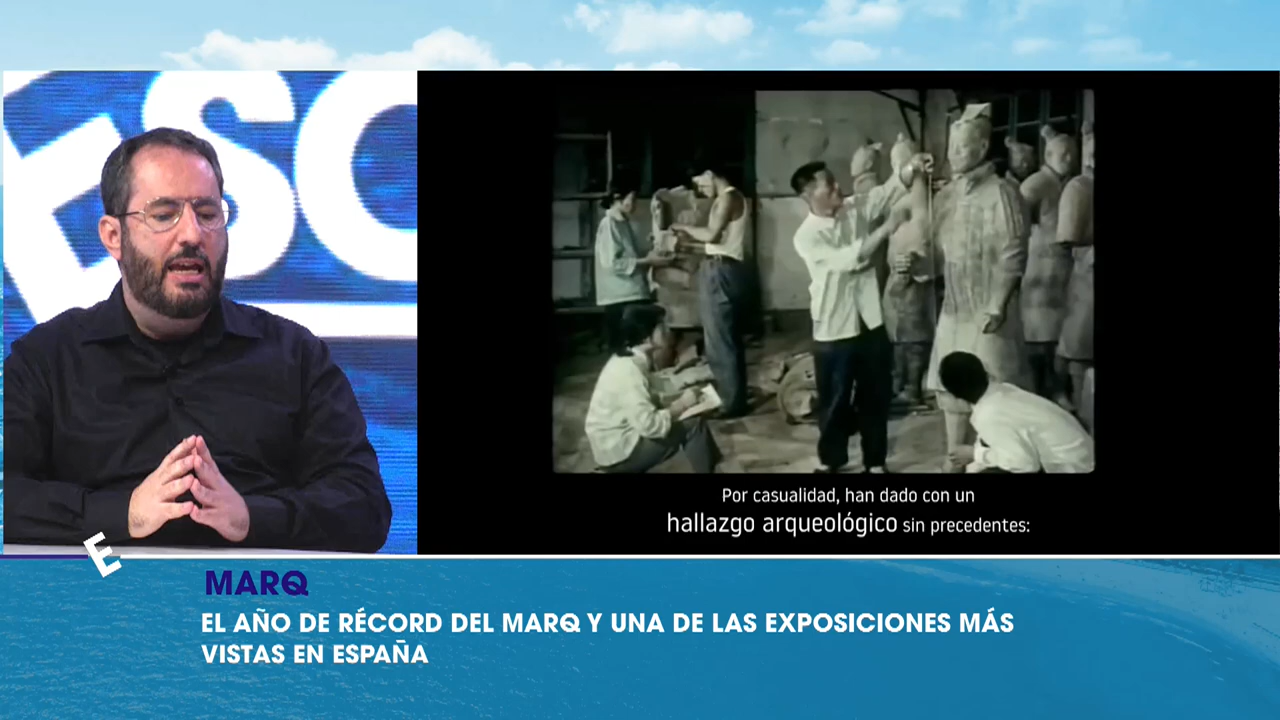 ESC
Por casualidad, han dado con un
hallazgo arqueológico sin precedentes:
E
MARQ
EL AÑO DE RÉCORD DEL MARQ Y UNA DE LAS EXPOSICIONES MÁS
VISTAS EN ESPAÑA